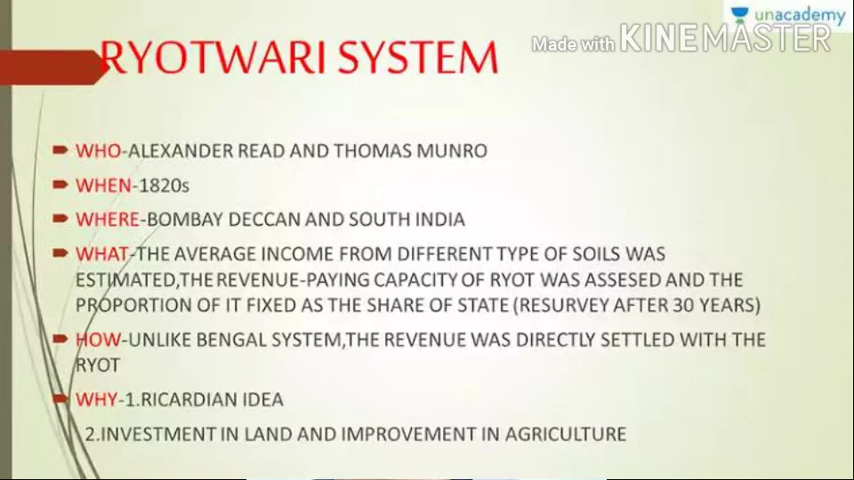 unacademy
Made with KINEMASTER
RYOTWARI SYSTEM
WHO-ALEXANDER READ AND THOMAS MUNRO
WHEN-1820s
WHERE-BOMBAY DECCAN AND SOUTH INDIA
WHAT-THE AVERAGE INCOME FROM DIFFERENT TYPE OF SOILS WAS
ESTIMATED,THE REVENUE-PAYING CAPACITY OF RYOT WAS ASSESED AND THE
PROPORTION OF IT FIXED AS THE SHARE OF STATE (RESURVEY AFTER 30 YEARS)
HOW-UNLIKE BENGAL SYSTEM,THE REVENUE WAS DIRECTLY SETTLED WITH THE
RYOT
WHY-1.RICARDIAN IDEA
2.INVESTMENT IN LAND AND IMPROVEMENT IN AGRICULTURE